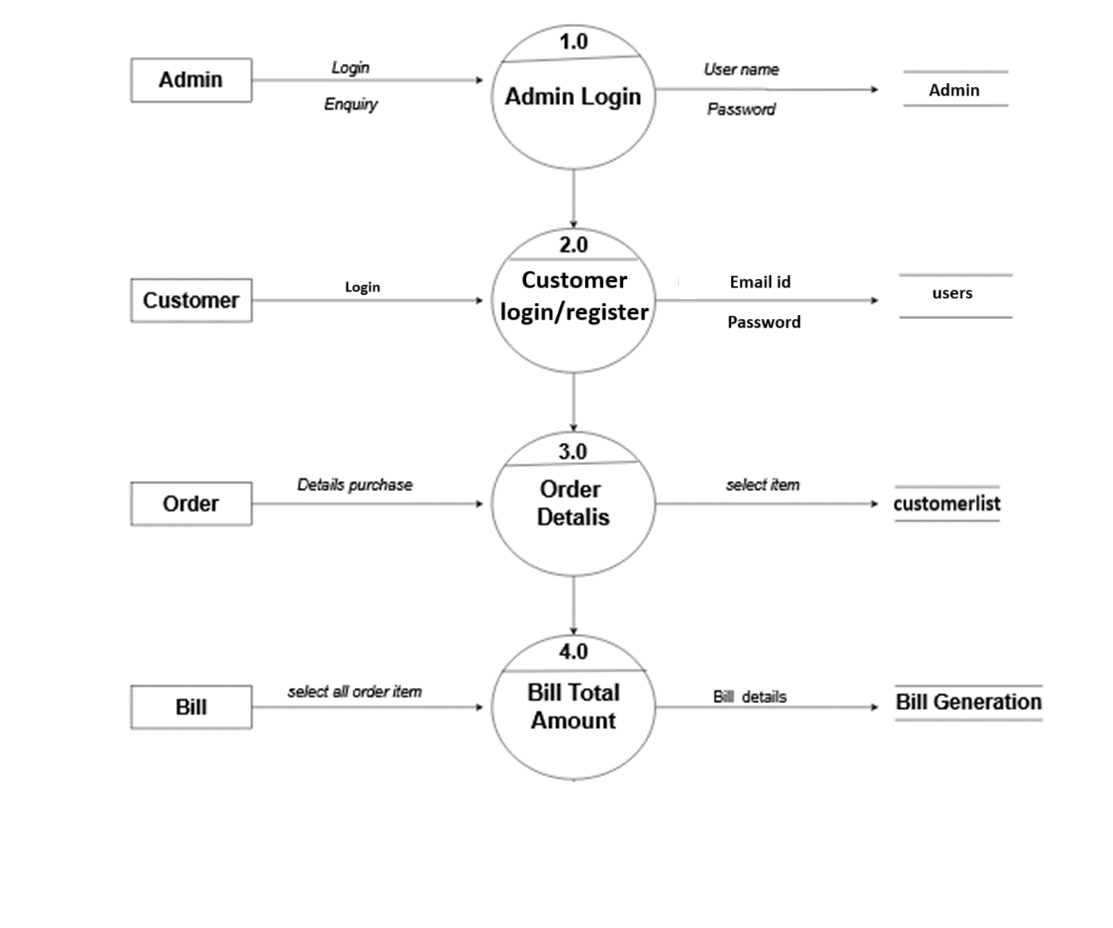 1.0
Admin
Login
Enquiry
Admin Login
User name
Password
Admin
2.0
Customer
Login
Customer
login/register
Email id
Password
users
3.0
Order
Details purchase
Order
Detalis
select item
customerlist
4.0
Bill
select all order item
Bill Total
Amount
Bill details
Bill Generation